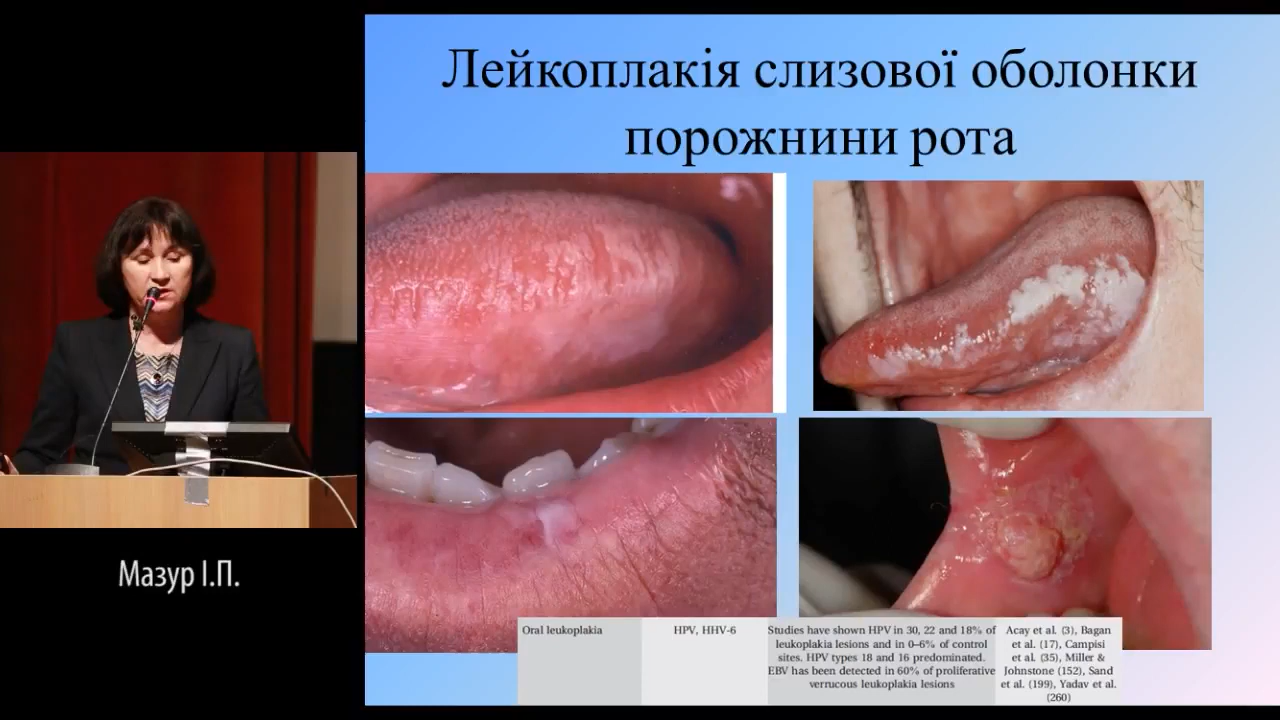 Лейкоплакія слизової оболонки
порожнини рота
Мазур І.П.
Oral leukoplakia
HPV, HHV-6
Studies have shown HPV in 30, 22 and 18% of
leukoplakia lesions and in 0–6% of control
sites. HPV types 18 and 16 predominated.
EBV has been detected in 60% of proliferative
verrucous leukoplakia lesions
Acay et al. (3), Bagan
et al. (17), Campisi
et al. (35), Miller &
Johnstone (152), Sand
et al. (199), Yadav et al.
(260)